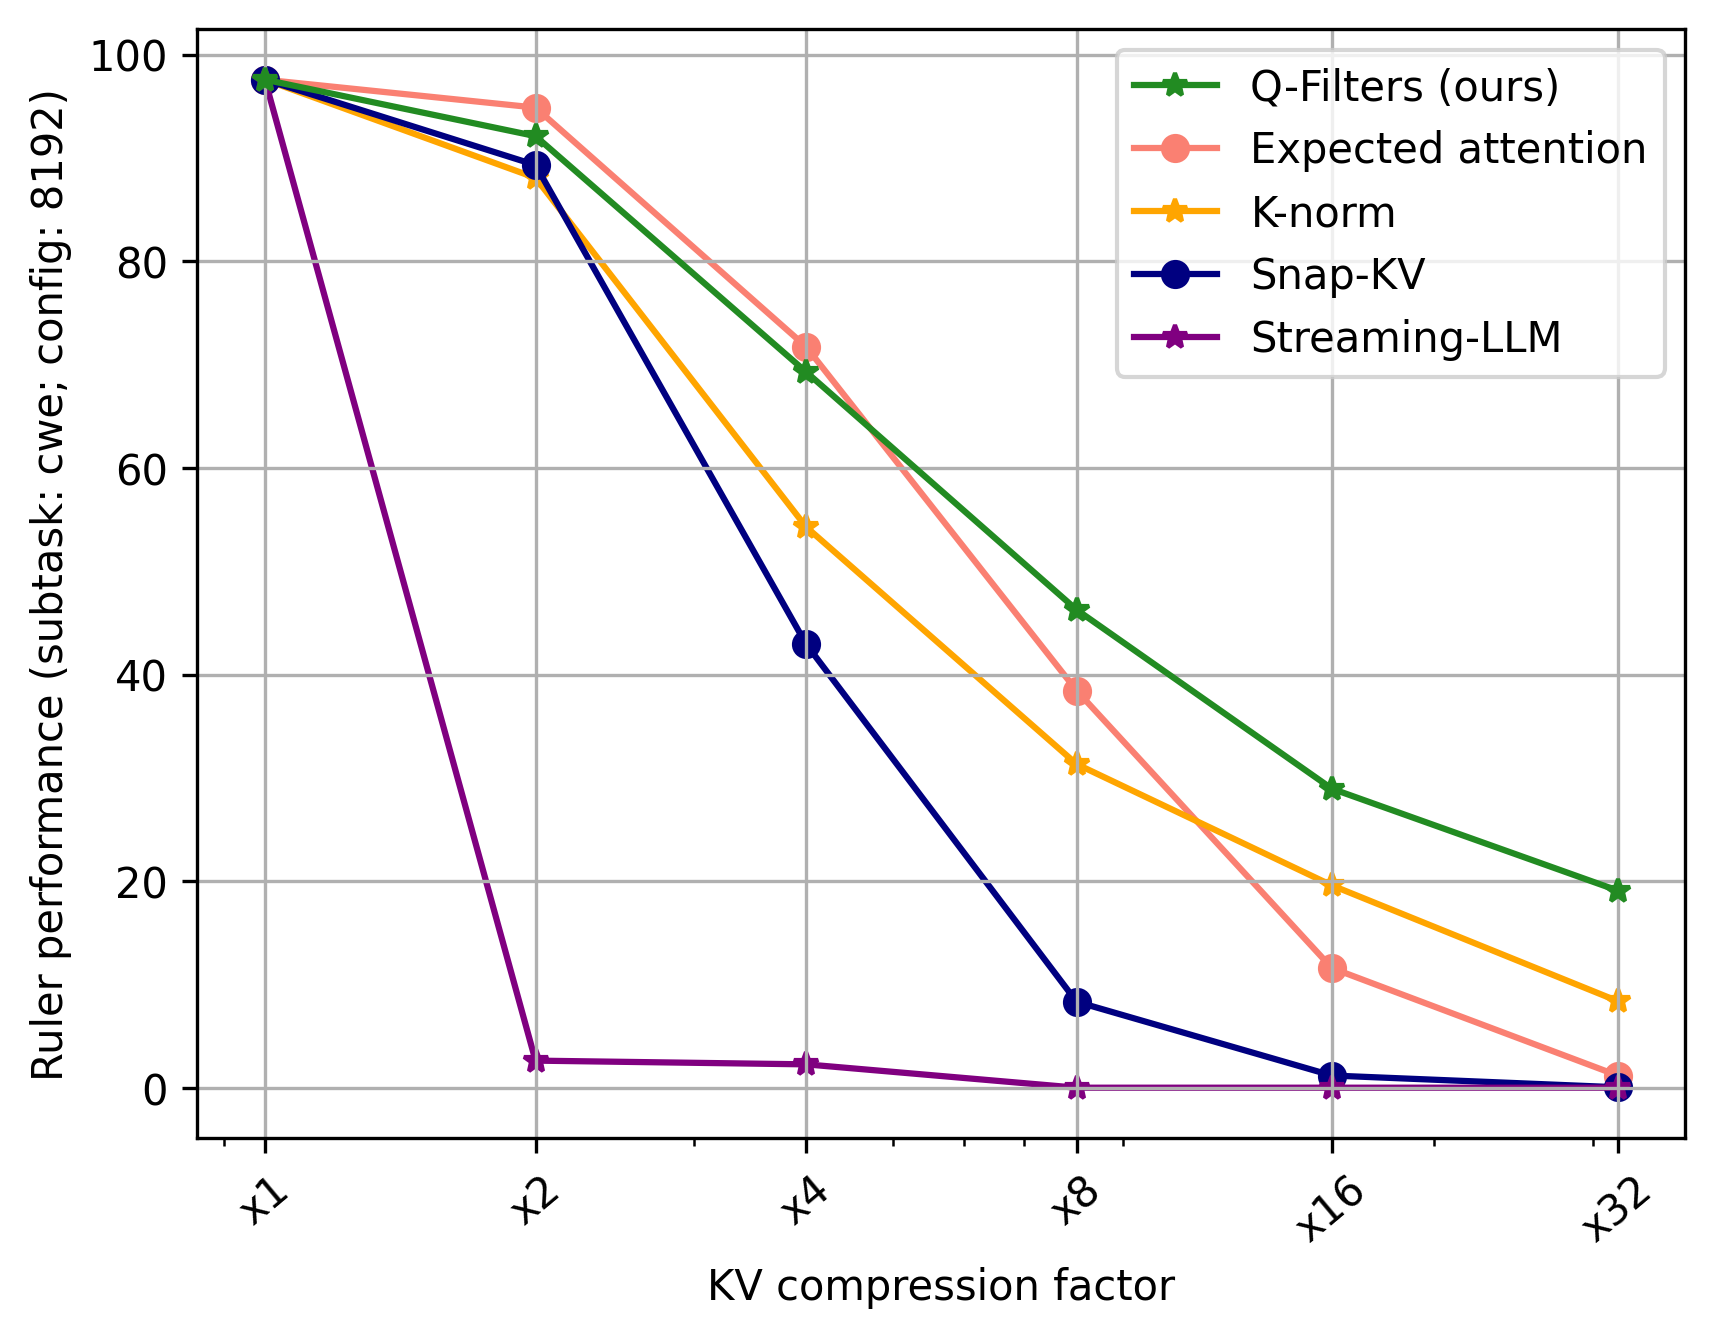 Ruler performance (subtask: cwe; config: 8192)
100
80
60
40
20
0
Q-Filters (ours)
Expected attention
K-norm
Snap-KV
Streaming-LLM
x1
x2
x4
x8
x16
x32
KV compression factor